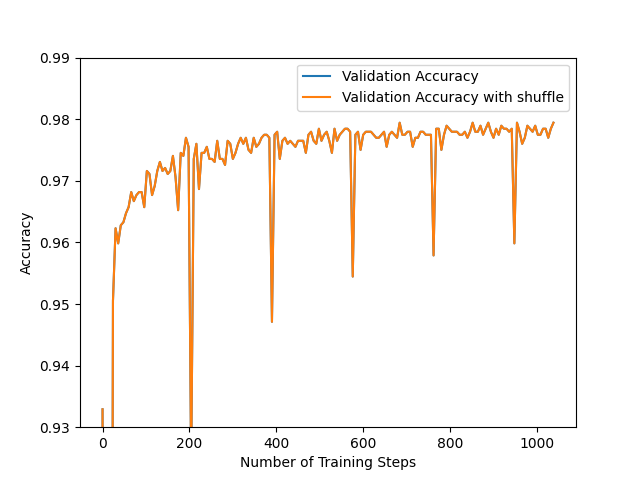 0.99
0.98
0.97
0.96
0.95
0.94
0.93
Accuracy
Validation Accuracy
Validation Accuracy with shuffle
0 200 400 600 800 1000
Number of Training Steps